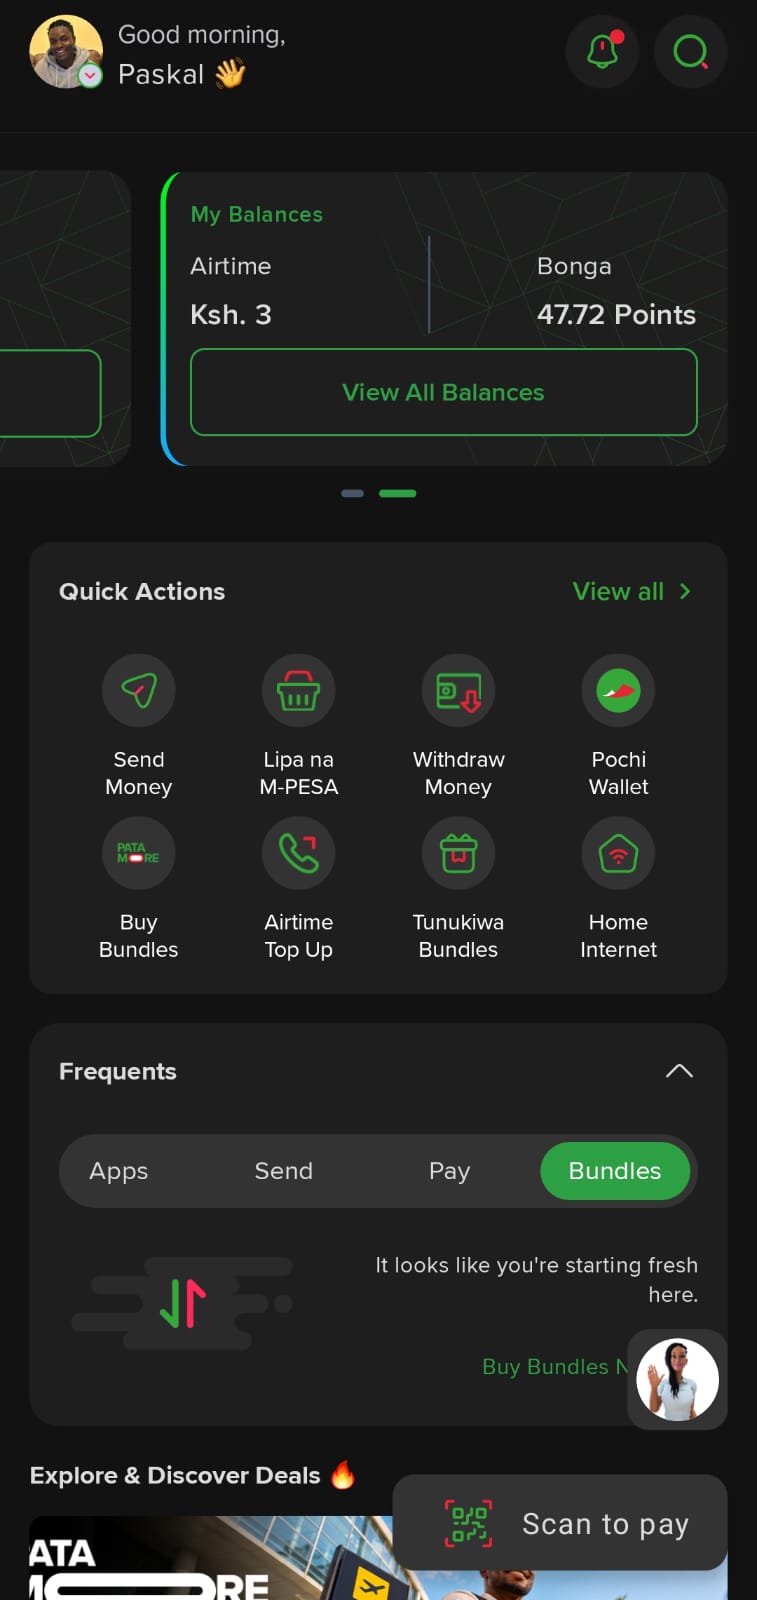 Good morning,
Paskal 👋
My Balances
Airtime
Bonga
Ksh. 3
47.72 Points
View All Balances
Quick Actions
View all
Send
Money
Lipa na
M-PESA
Withdraw
Money
Pochi
Wallet
PATA
MORE
Buy
Bundles
Airtime
Top Up
Tunukiwa
Bundles
Home
Internet
Frequents
Apps
Send
Pay
Bundles
It looks like you're starting fresh
here.
Buy Bundles
Explore & Discover Deals 🔥
Scan to pay